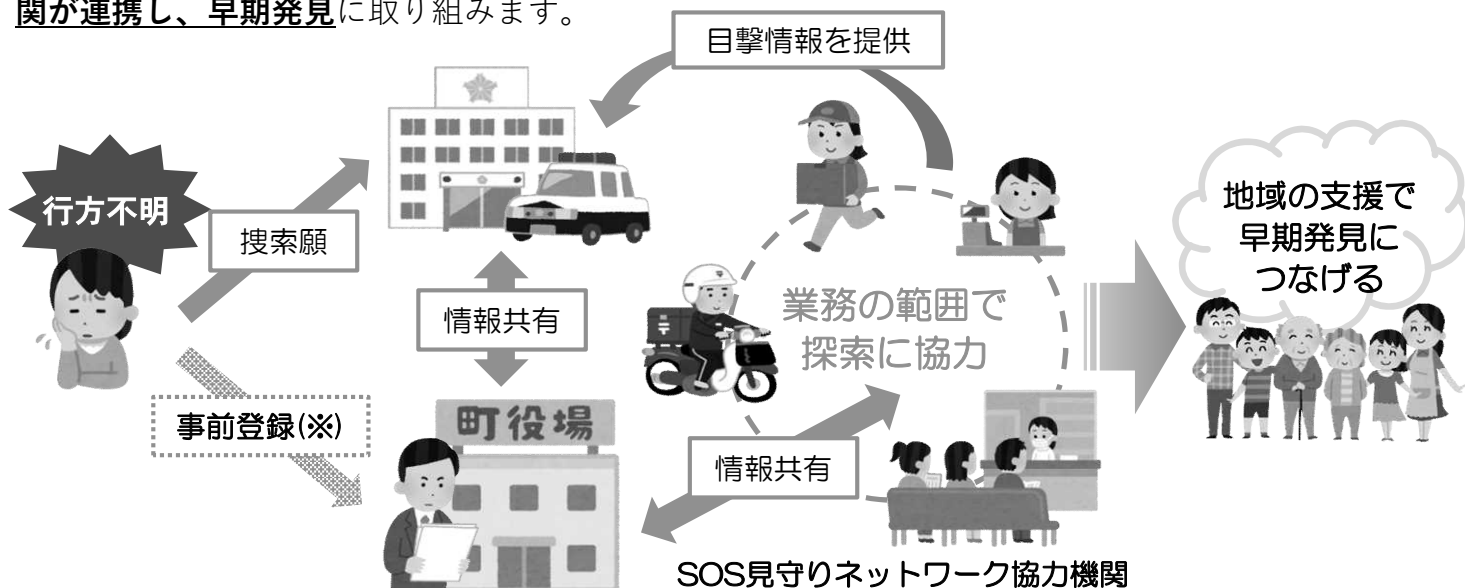 関が連携し、早期発見に取り組みます。
目撃情報を提供
行方不明
捜索願
地域の支援で
早期発見に
つなげる
情報共有
業務の範囲で
探索に協力
事前登録(※)
町役場
情報共有
SOS見守りネットワーク協力機関